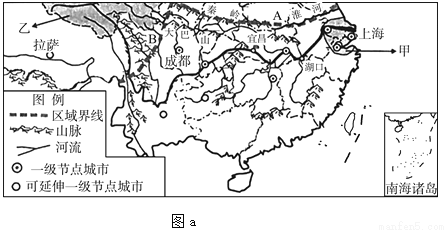 乙
拉萨
秦 岭
A
淮 河
大 巴 山
B
成都
宜昌
湖口
上海
甲
图 例
区域界线
山脉
河流
一级节点城市
可延伸一级节点城市
南海诸岛
图a